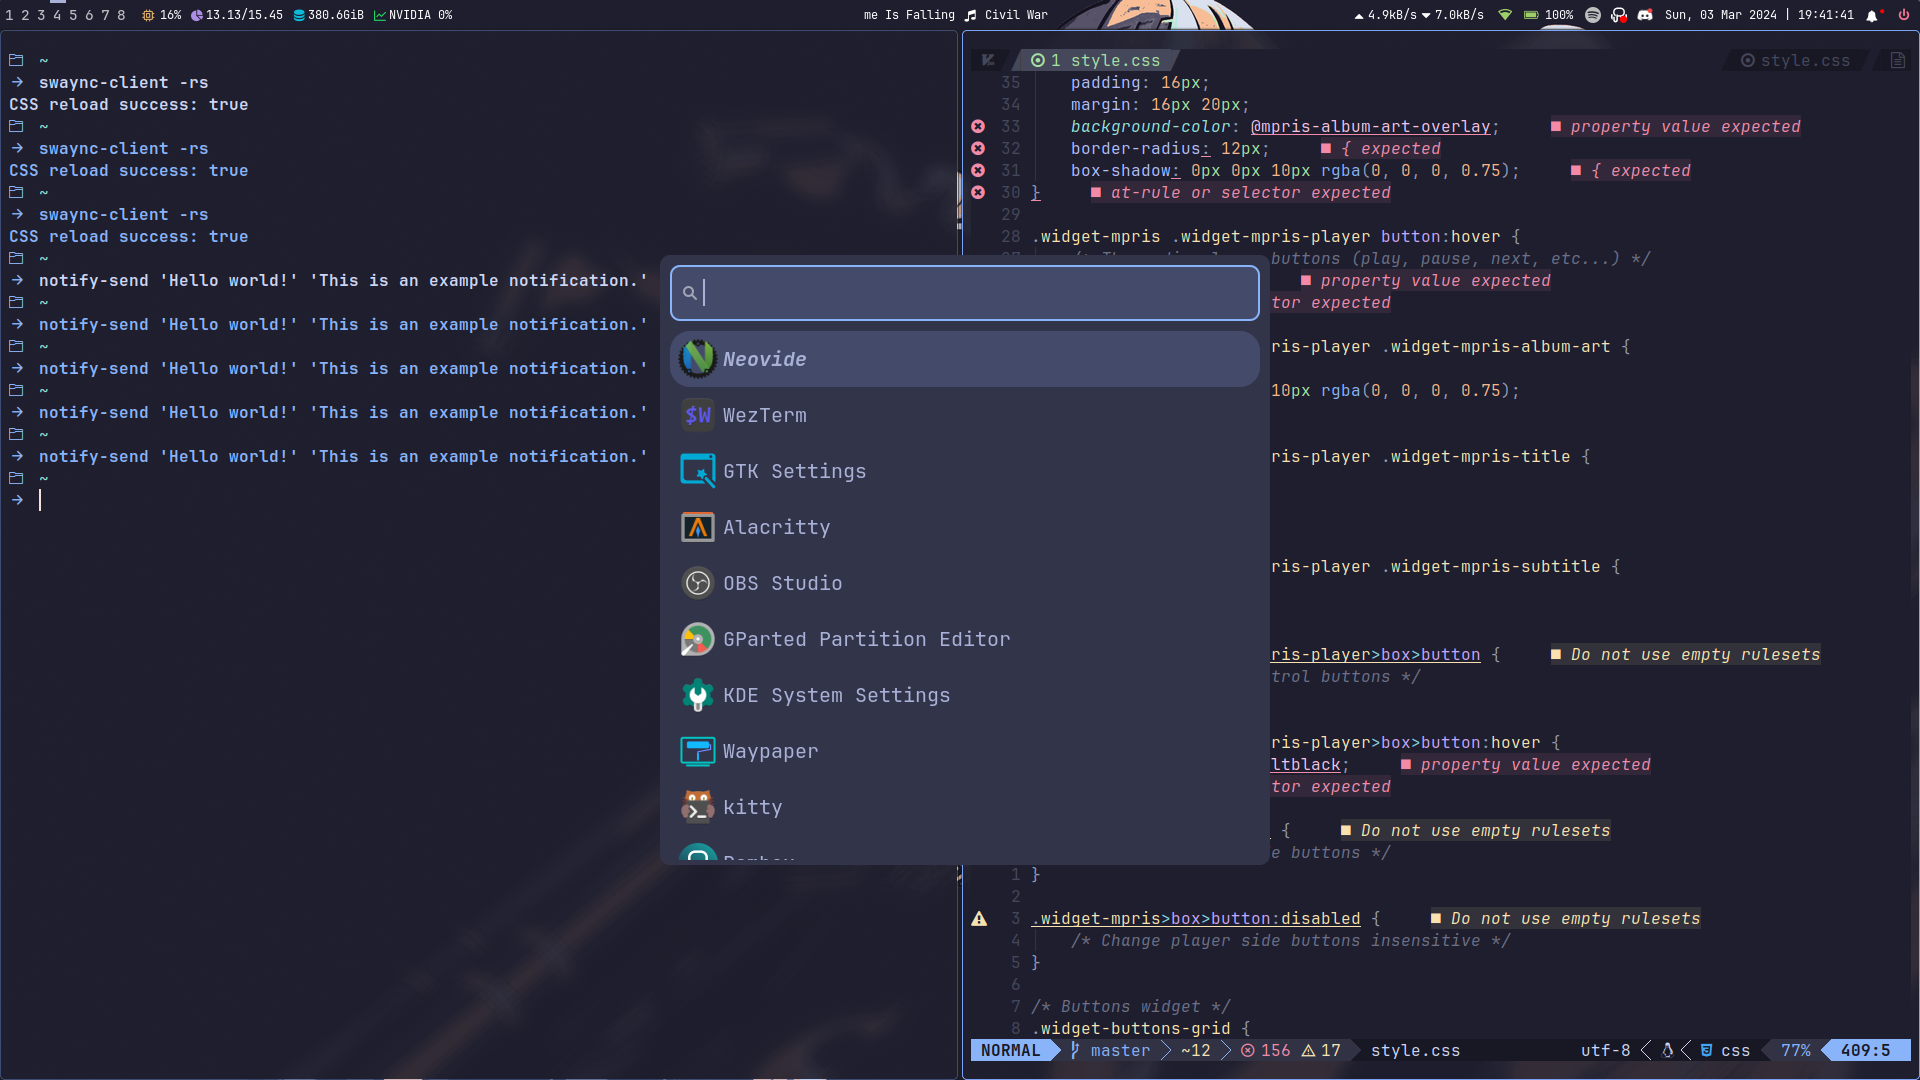 1 2 3 4 5 6 7 8 16% 13.13/15.45 380.6GiB NVIDIA 0%
me Is Falling Civil War
4.9kB/s 7.0kB/s 100% Sun, 03 Mar 2024 | 19:41:41
~
→ swaync-client -rs
CSS reload success: true
~
→ swaync-client -rs
CSS reload success: true
~
→ swaync-client -rs
CSS reload success: true
~
→ notify-send 'Hello world!' 'This is an example notification.'
~
→ notify-send 'Hello world!' 'This is an example notification.'
~
→ notify-send 'Hello world!' 'This is an example notification.'
~
→ notify-send 'Hello world!' 'This is an example notification.'
~
→ notify-send 'Hello world!' 'This is an example notification.'
~
→
Neovide
$W WezTerm
GTK Settings
Alacritty
OBS Studio
GParted Partition Editor
KDE System Settings
Waypaper
kitty
1 style.css style.css
35 padding: 16px;
34 margin: 16px 20px;
33 background-color: @mpris-album-art-overlay; ■ property value expected
32 border-radius: 12px; ■ { expected
31 box-shadow: 0px 0px 10px rgba(0, 0, 0, 0.75); ■ { expected
30 } ■ at-rule or selector expected
29
28 .widget-mpris .widget-mpris-player button:hover {
buttons (play, pause, next, etc...) */
■ property value expected
tor expected
ris-player .widget-mpris-album-art {
10px rgba(0, 0, 0, 0.75);
ris-player .widget-mpris-title {
ris-player .widget-mpris-subtitle {
ris-player>box>button { ■ Do not use empty rulesets
trol buttons */
ris-player>box>button:hover {
ltblack; ■ property value expected
tor expected
{ ■ Do not use empty rulesets
e buttons */
1 }
2
3 .widget-mpris>box>button:disabled { ■ Do not use empty rulesets
4 /* Change player side buttons insensitive */
5 }
6
7 /* Buttons widget */
8 .widget-buttons-grid {
NORMAL master ~12 156 17 style.css utf-8 css 77% 409:5